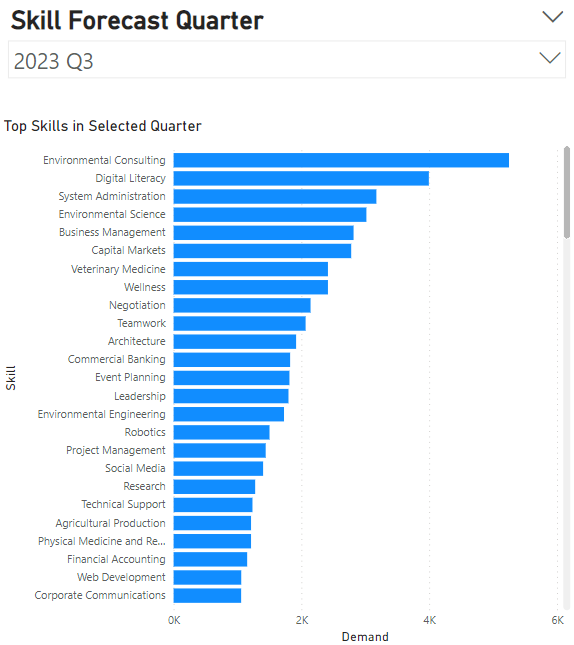 Skill Forecast Quarter
2023 Q3
Top Skills in Selected Quarter
Environmental Consulting
Digital Literacy
System Administration
Environmental Science
Business Management
Capital Markets
Veterinary Medicine
Wellness
Negotiation
Teamwork
Architecture
Commercial Banking
Event Planning
Leadership
Environmental Engineering
Robotics
Project Management
Social Media
Research
Technical Support
Agricultural Production
Physical Medicine and Re...
Financial Accounting
Web Development
Corporate Communications
Skill
0K 2K 4K 6K
Demand